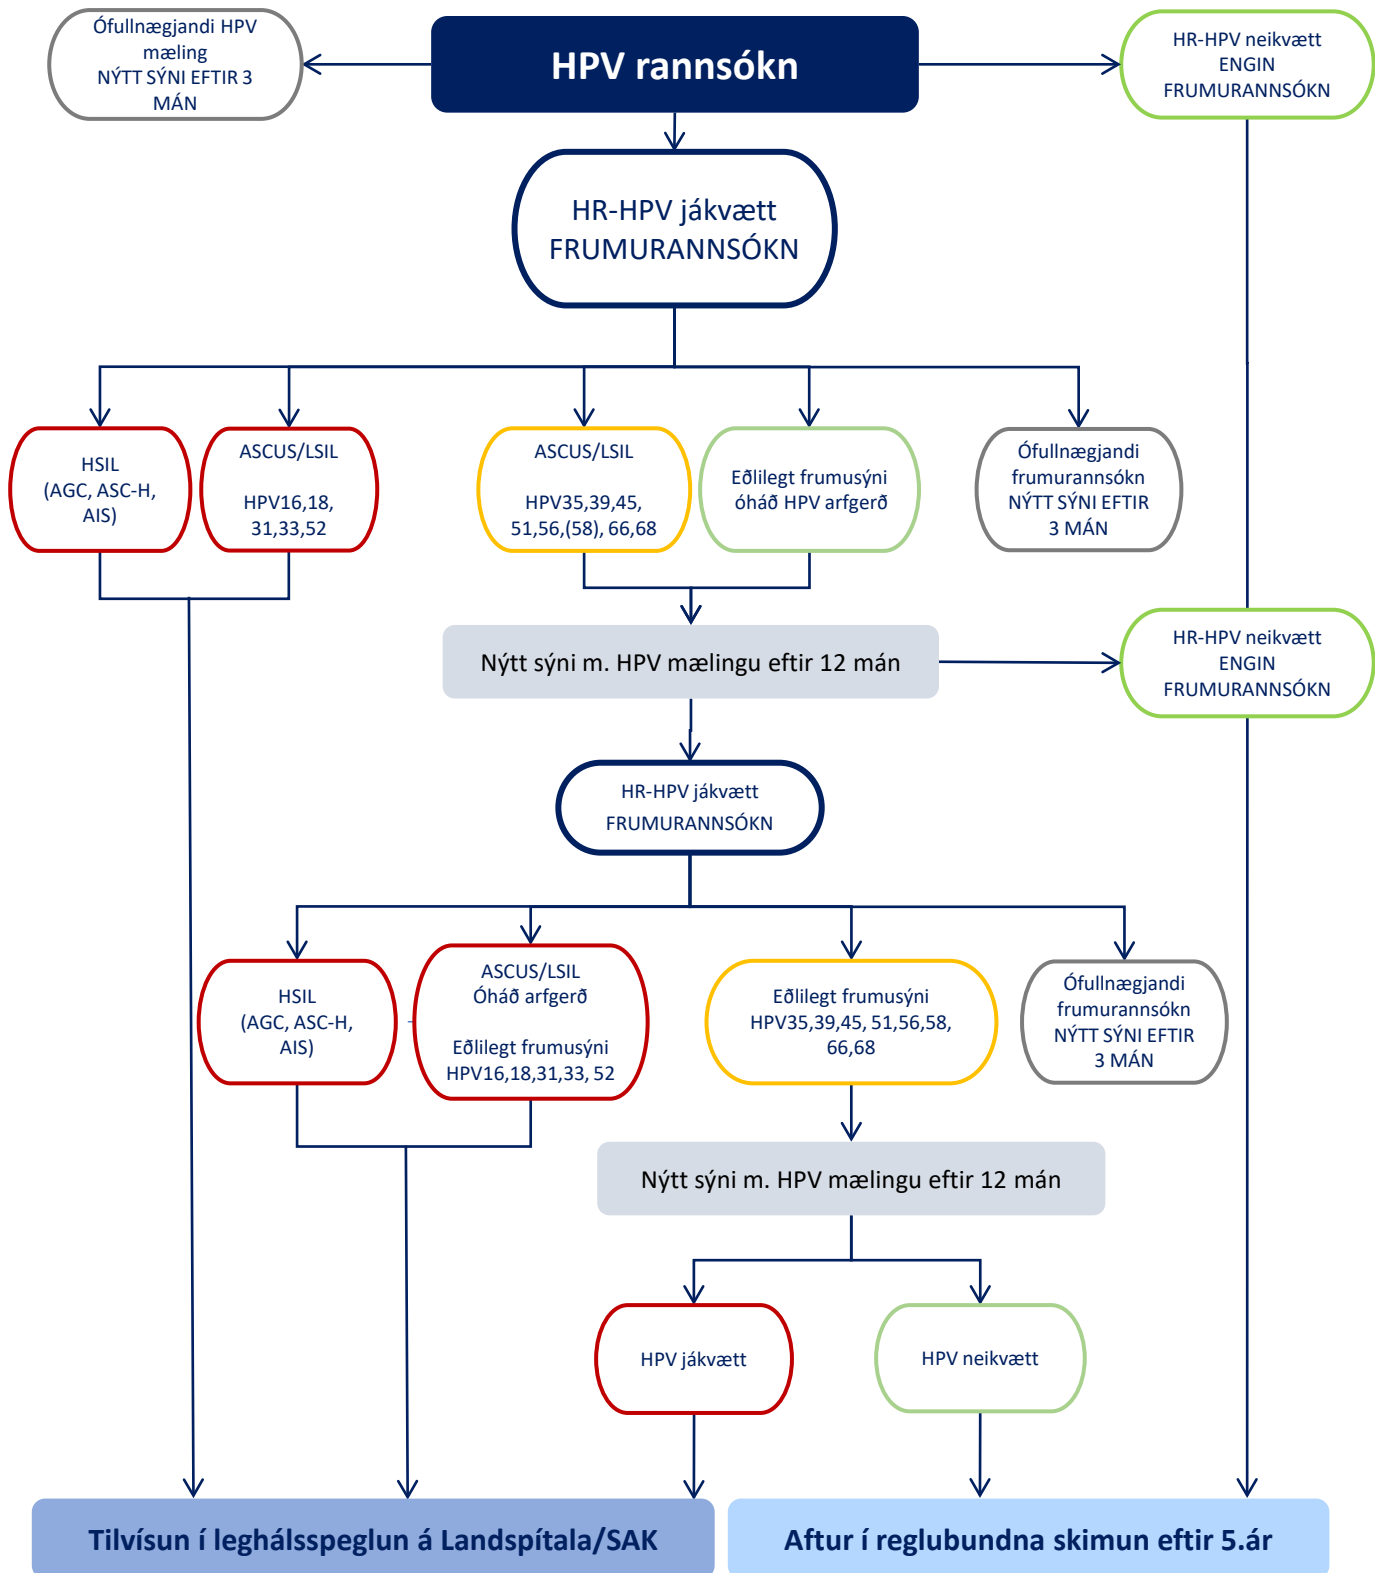 Ófullnægjandi HPV
mæling
NÝTT SÝNI EFTIR 3
MÁN
HPV rannsókn
HR-HPV neikvætt
ENGIN
FRUMURANNSÓKN
HR-HPV jákvætt
FRUMURANNSÓKN
HSIL
(AGC, ASC-H,
AIS)
ASCUS/LSIL
HPV16,18,
31,33,52
ASCUS/LSIL
HPV35,39,45,
51,56,(58), 66,68
Eðlilegt frumusýni
óháð HPV arfgerð
Ófullnægjandi
frumurannsókn
NÝTT SÝNI EFTIR
3 MÁN
Nýtt sýni m. HPV mælingu eftir 12 mán
HR-HPV neikvætt
ENGIN
FRUMURANNSÓKN
HR-HPV jákvætt
FRUMURANNSÓKN
HSIL
(AGC, ASC-H,
AIS)
ASCUS/LSIL
Óháð arfgerð
Eðlilegt frumusýni
HPV16,18,31,33, 52
Eðlilegt frumusýni
HPV35,39,45, 51,56,58,
66,68
Ófullnægjandi
frumurannsókn
NÝTT SÝNI EFTIR
3 MÁN
Nýtt sýni m. HPV mælingu eftir 12 mán
HPV jákvætt
HPV neikvætt
Tilvísun í leghálsspeglun á Landspítala/SAK
Aftur í reglubundna skimun eftir 5.ár